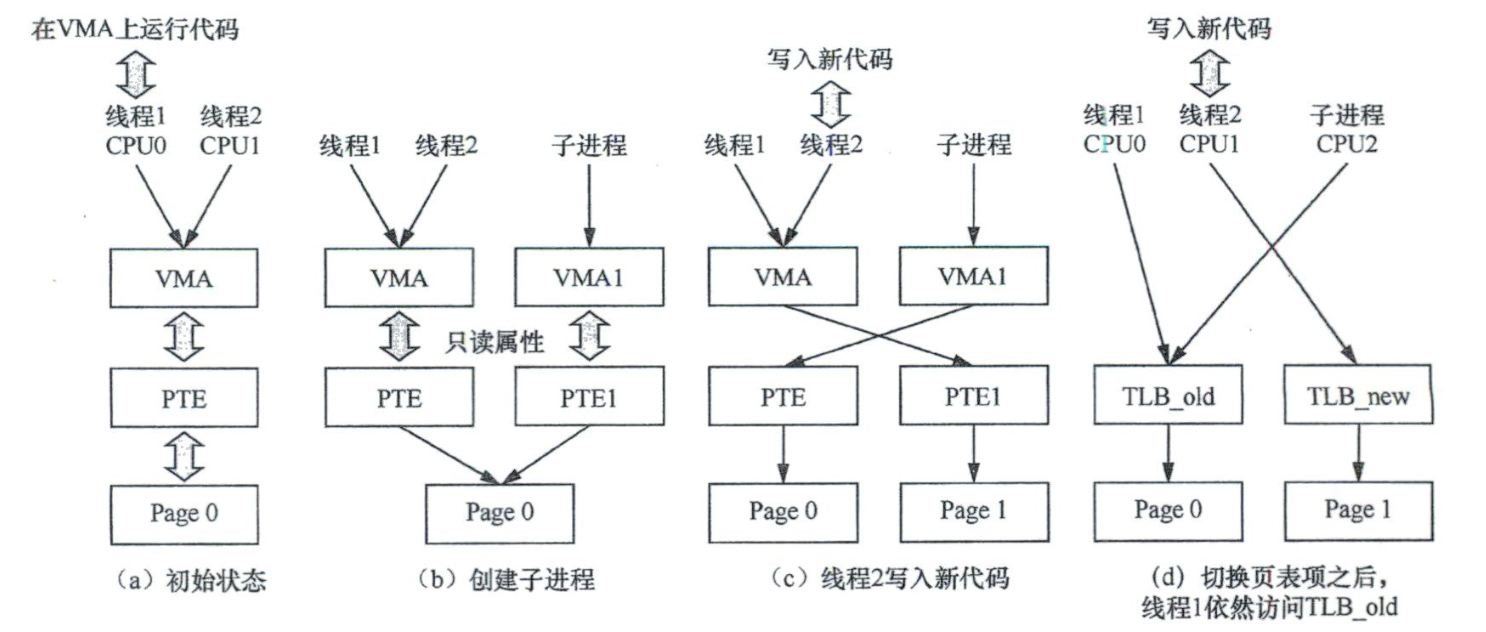 在VMA上运行代码
线程1
CPU0
线程2
CPU1
VMA
PTE
Page 0
（a）初始状态
线程1
线程2
子进程
VMA
VMA1
只读属性
PTE
PTE1
Page 0
（b）创建子进程
写入新代码
线程1
线程2
子进程
VMA
VMA1
PTE
PTE1
Page 0
Page 1
（c）线程2写入新代码
写入新代码
线程1
CPU0
线程2
CPU1
子进程
CPU2
TLB_old
TLB_new
Page 0
Page 1
（d）切换页表项之后，
线程1依然访问TLB_old